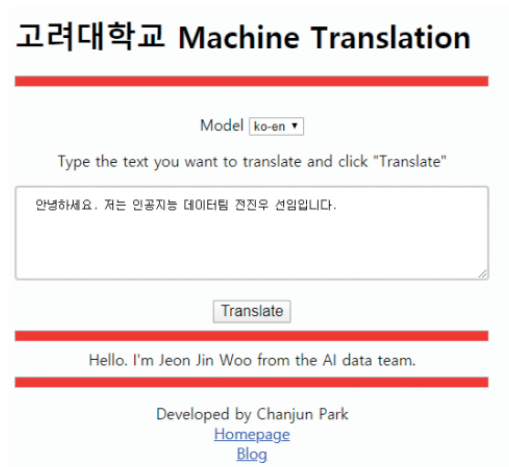 고려대학교 Machine Translation
Model ko-en
Type the text you want to translate and click "Translate"
안녕하세요. 저는 인공지능 데이터팀 전진우 선임입니다.
Translate
Hello. I'm Jeon Jin Woo from the AI data team.
Developed by Chanjun Park
Homepage
Blog